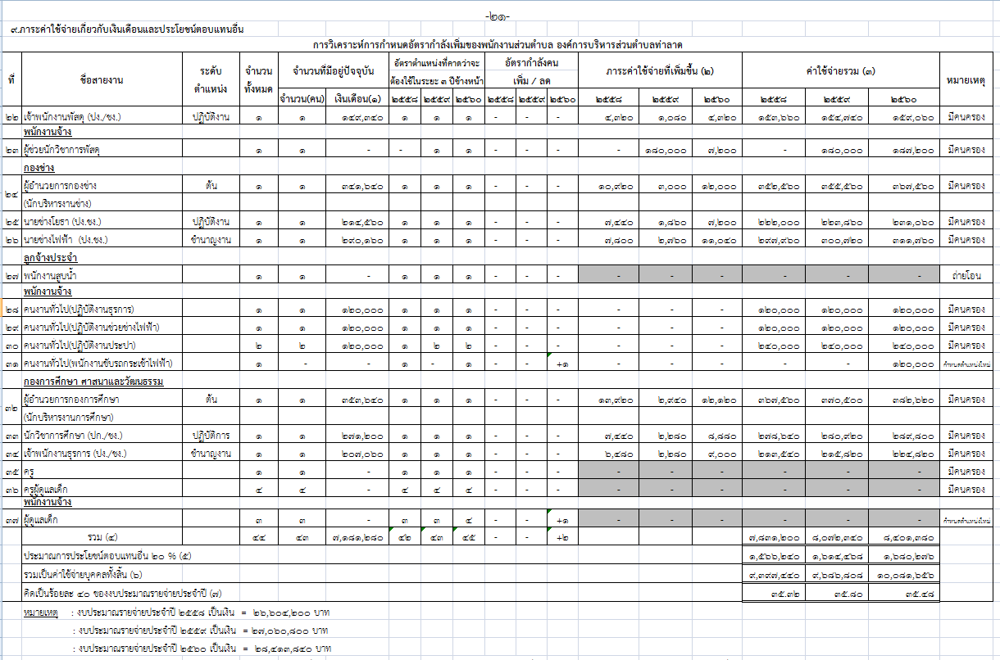 -๒๑-
๙.ภาระค่าใช้จ่ายเกี่ยวกับเงินเดือนและประโยชน์ตอบแทนอื่น
การวิเคราะห์การกำหนดอัตรากำลังเพิ่มของพนักงานส่วนตำบล องค์การบริหารส่วนตำบลท่าลาด
ที่ ชื่อสายงาน ระดับตำแหน่ง จำนวนทั้งหมด จำนวนที่มีอยู่ปัจจุบัน อัตราตำแหน่งที่คาดว่าจะต้องใช้ในระยะ ๓ ปีข้างหน้า อัตรากำลังคน เพิ่ม / ลด ภาระค่าใช้จ่ายที่เพิ่มขึ้น (๒) ค่าใช้จ่ายรวม (๓) หมายเหตุ
จำนวน(คน) เงินเดือน(๑) ๒๕๕๘ ๒๕๕๙ ๒๕๖๐ ๒๕๕๘ ๒๕๕๙ ๒๕๖๐ ๒๕๕๘ ๒๕๕๙ ๒๕๖๐ ๒๕๕๘ ๒๕๕๙ ๒๕๖๐
๒๒ เจ้าพนักงานพัสดุ (ปง./ชง.) ปฏิบัติงาน ๑ ๑ ๑๔๙,๓๔๐ ๑ ๑ ๑ - - - ๔,๓๒๐ ๑,๐๘๐ ๔,๓๒๐ ๑๕๓,๖๖๐ ๑๕๔,๗๔๐ ๑๕๙,๐๖๐ มีคนครอง
พนักงานจ้าง
๒๓ ผู้ช่วยนักวิชาการพัสดุ ๑ ๑ - - ๑ ๑ - - - - ๑๘๐,๐๐๐ ๗,๒๐๐ - ๑๘๐,๐๐๐ ๑๘๗,๒๐๐ มีคนครอง
กองช่าง
๒๔ ผู้อำนวยการกองช่าง ต้น ๑ ๑ ๓๔๑,๖๔๐ ๑ ๑ ๑ - - - ๑๐,๙๒๐ ๓,๐๐๐ ๑๒,๐๐๐ ๓๕๒,๕๖๐ ๓๕๕,๕๖๐ ๓๖๗,๕๖๐ มีคนครอง
(นักบริหารงานช่าง)
๒๕ นายช่างโยธา (ปง.ชง.) ปฏิบัติงาน ๑ ๑ ๒๑๔,๕๖๐ ๑ ๑ ๑ - - - ๗,๔๔๐ ๑,๘๖๐ ๗,๒๐๐ ๒๒๒,๐๐๐ ๒๒๓,๘๖๐ ๒๓๑,๐๖๐ มีคนครอง
๒๖ นายช่างไฟฟ้า (ปง.ชง.) ชำนาญงาน ๑ ๑ ๒๙๐,๑๖๐ ๑ ๑ ๑ - - - ๗,๘๐๐ ๒,๗๖๐ ๑๑,๐๔๐ ๒๙๗,๙๖๐ ๓๐๐,๗๒๐ ๓๑๑,๗๖๐ มีคนครอง
ลูกจ้างประจำ
๒๗ พนักงานสูบน้ำ ๑ ๑ - ๑ ๑ ๑ - - - - - - - - - ถ่ายโอน
พนักงานจ้าง
๒๘ คนงานทั่วไป(ปฏิบัติงานธุรการ) ๑ ๑ ๑๒๐,๐๐๐ ๑ ๑ ๑ - - - - - - ๑๒๐,๐๐๐ ๑๒๐,๐๐๐ ๑๒๐,๐๐๐ มีคนครอง
๒๙ คนงานทั่วไป(ปฏิบัติงานช่วยช่างไฟฟ้า) ๑ ๑ ๑๒๐,๐๐๐ ๑ ๑ ๑ - - - - - - ๑๒๐,๐๐๐ ๑๒๐,๐๐๐ ๑๒๐,๐๐๐ มีคนครอง
๓๐ คนงานทั่วไป(ปฏิบัติงานประปา) ๒ ๒ ๑๒๐,๐๐๐ ๑ ๒ ๒ - - - - - - ๒๔๐,๐๐๐ ๒๔๐,๐๐๐ ๒๔๐,๐๐๐ มีคนครอง
๓๑ คนงานทั่วไป(พนักงานขับรถกระเช้าไฟฟ้า) ๑ - - ๑ - ๑ - - +๑ - - - - - ๑๒๐,๐๐๐ กำหนดตำแหน่งใหม่
กองการศึกษา ศาสนาและวัฒนธรรม
๓๒ ผู้อำนวยการกองการศึกษา ต้น ๑ ๑ ๓๕๓,๖๔๐ ๑ ๑ ๑ - - - ๑๓,๙๒๐ ๒,๙๔๐ ๑๒,๑๒๐ ๓๖๗,๕๖๐ ๓๗๐,๕๐๐ ๓๘๒,๖๒๐ มีคนครอง
(นักบริหารงานการศึกษา)
๓๓ นักวิชาการศึกษา (ปก./ชง.) ปฏิบัติการ ๑ ๑ ๒๗๑,๒๐๐ ๑ ๑ ๑ - - - ๗,๔๔๐ ๒,๒๘๐ ๘,๘๘๐ ๒๗๘,๖๔๐ ๒๘๐,๙๒๐ ๒๘๙,๘๐๐ มีคนครอง
๓๔ เจ้าพนักงานธุรการ (ปง./ชง.) ชำนาญงาน ๑ ๑ ๒๐๗,๐๖๐ ๑ ๑ ๑ - - - ๖,๔๘๐ ๒,๒๘๐ ๙,๐๐๐ ๒๑๓,๕๔๐ ๒๑๕,๘๒๐ ๒๒๔,๘๒๐ มีคนครอง
๓๕ ครู ๑ ๑ - ๑ ๑ ๑ - - - - - - - - - มีคนครอง
๓๖ ครูผู้ดูแลเด็ก ๔ ๔ - ๔ ๔ ๔ - - - - - - - - - มีคนครอง
พนักงานจ้าง
๓๗ ผู้ดูแลเด็ก ๓ ๓ - ๓ ๓ ๔ - - +๑ - - - - - - กำหนดตำแหน่งใหม่
รวม (๔) ๔๔ ๔๓ ๗,๑๘๑,๒๘๐ ๔๒ ๔๓ ๔๕ - - +๒ ๗,๘๓๑,๒๐๐ ๘,๐๗๒,๓๔๐ ๘,๔๐๑,๓๘๐
ประมาณการประโยชน์ตอบแทนอื่น ๒๐ % (๕) ๑,๕๖๖,๒๔๐ ๑,๖๑๔,๔๖๘ ๑,๖๘๐,๒๗๖
รวมเป็นค่าใช้จ่ายบุคคลทั้งสิ้น (๖) ๙,๓๙๗,๔๔๐ ๙,๖๘๖,๘๐๘ ๑๐,๐๘๑,๖๕๖
คิดเป็นร้อยละ ๔๐ ของงบประมาณรายจ่ายประจำปี (๗) ๓๕.๓๒ ๓๕.๘๐ ๓๕.๔๘
หมายเหตุ : งบประมาณรายจ่ายประจำปี ๒๕๕๘ เป็นเงิน = ๒๖,๖๐๔,๒๐๐ บาท
: งบประมาณรายจ่ายประจำปี ๒๕๕๙ เป็นเงิน = ๒๗,๐๖๐,๘๐๐ บาท
: งบประมาณรายจ่ายประจำปี ๒๕๖๐ เป็นเงิน = ๒๘,๔๑๓,๘๔๐ บาท